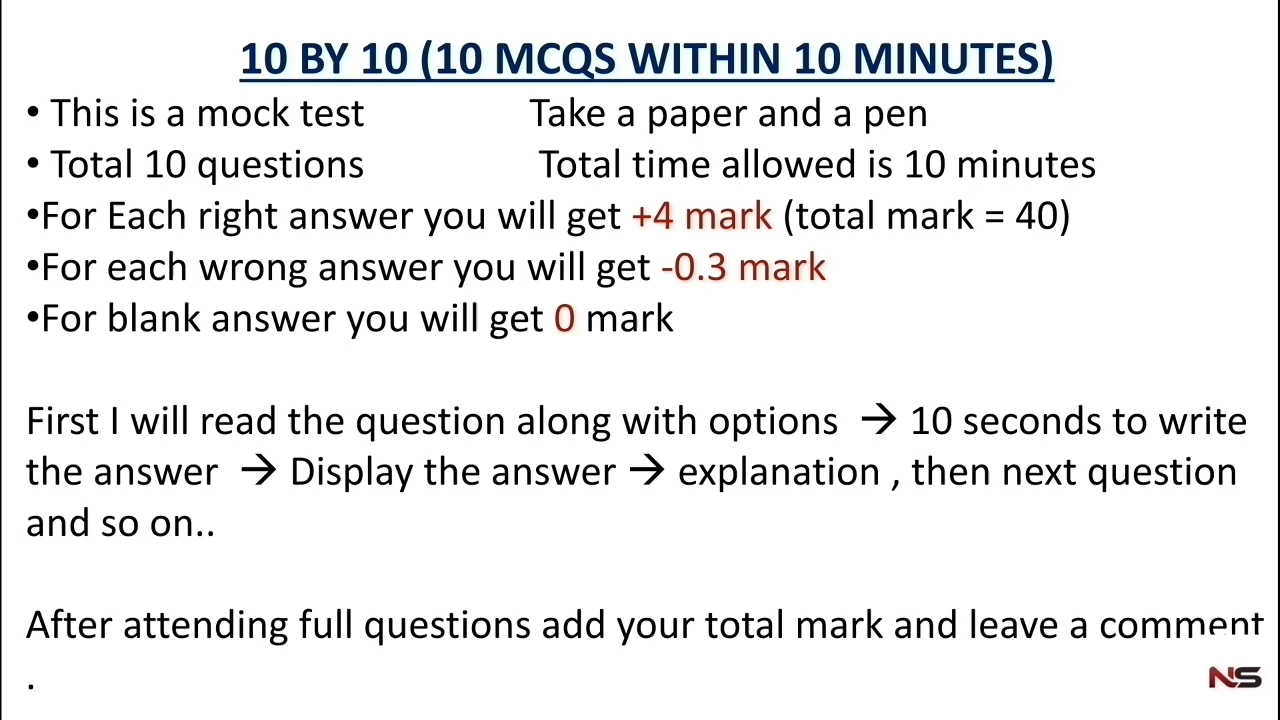 10 BY 10 (10 MCQS WITHIN 10 MINUTES)
• This is a mock test Take a paper and a pen
• Total 10 questions Total time allowed is 10 minutes
•For Each right answer you will get +4 mark (total mark = 40)
•For each wrong answer you will get -0.3 mark
•For blank answer you will get 0 mark
First I will read the question along with options → 10 seconds to write
the answer → Display the answer → explanation , then next question
and so on..
After attending full questions add your total mark and leave a comment
.
NS